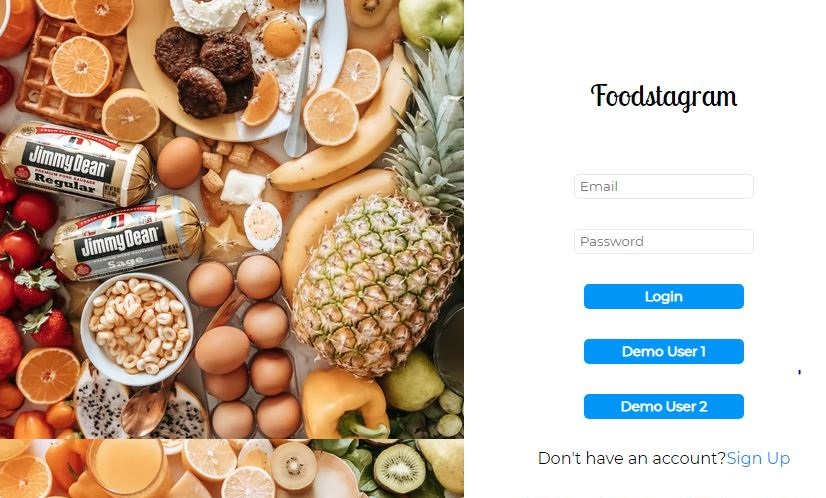 Jimmy Dean
PREMIUM PORK SAUSAGE
Regular
Jimmy Dean
Sage
Foodstagram
Email
Password
Login
Demo User 1
Demo User 2
Don't have an account?Sign Up